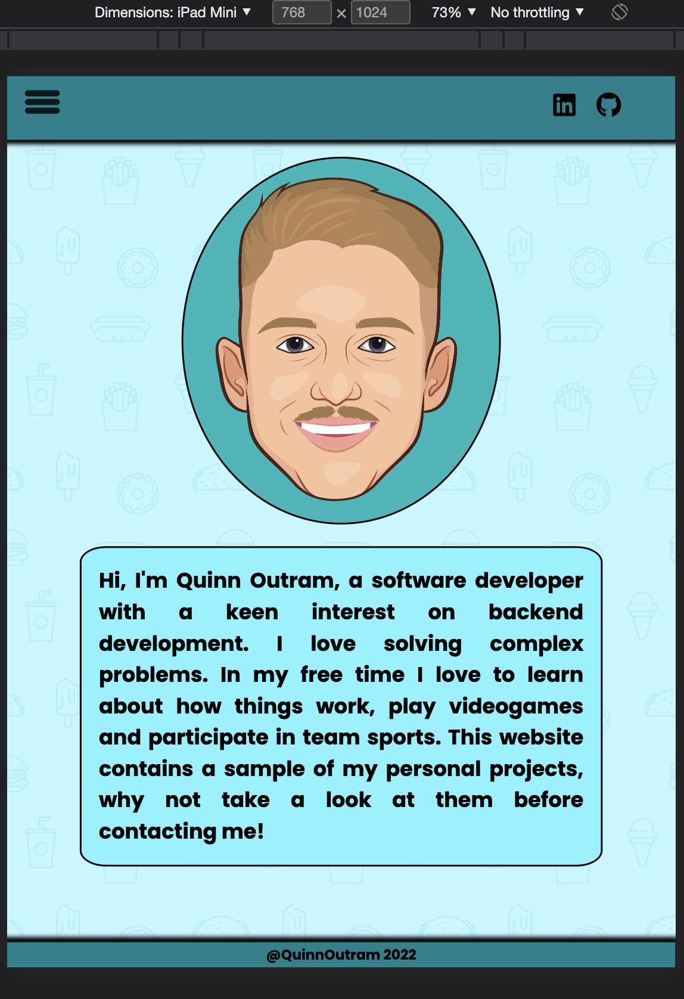 Dimensions: iPad Mini ▼ 768 × 1024 73% ▼ No throttling ▼
in
Hi, I'm Quinn Outram, a software developer
with a keen interest on backend
development. I love solving complex
problems. In my free time I love to learn
about how things work, play videogames
and participate in team sports. This website
contains a sample of my personal projects,
why not take a look at them before
contacting me!
@QuinnOutram 2022